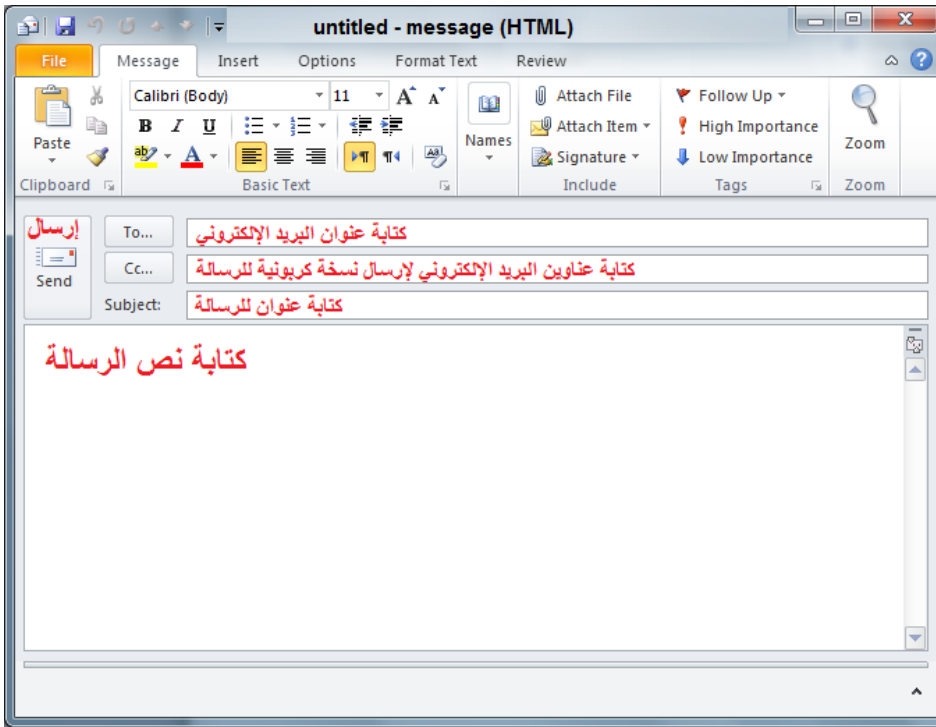 untitled - message (HTML)
File Message Insert Options Format Text Review
Calibri (Body) 11
Attach File Follow Up
B I U Attach Item High Importance
Paste Names Zoom
Signature Low Importance
Clipboard Basic Text Include Tags Zoom
إرسال To... كتابة عنوان البريد الإلكتروني
Send Cc... كتابة عناوين البريد الإلكتروني لإرسال نسخة كربونية للرسالة
Subject: كتابة عنوان للرسالة
كتابة نص الرسالة